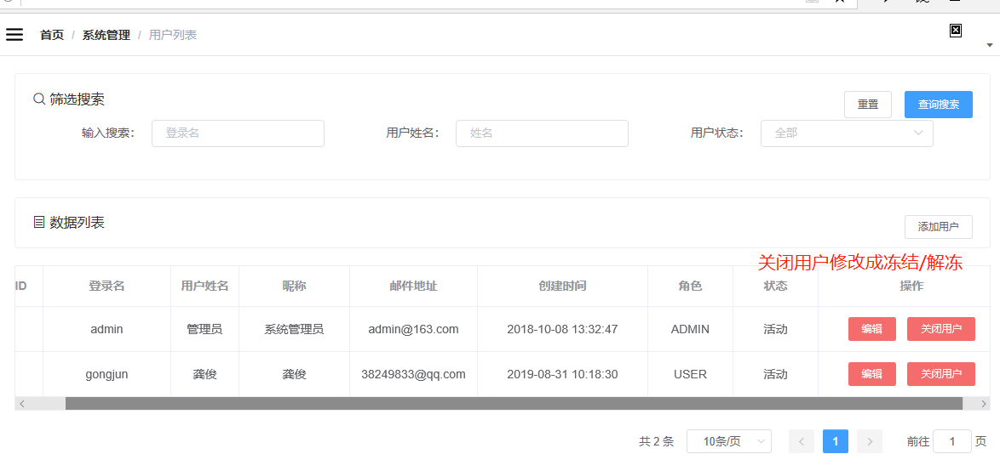 首页 / 系统管理 / 用户列表
筛选搜索
重置 查询搜索
输入搜索： 登录名 用户姓名： 姓名 用户状态： 全部
数据列表
添加用户
关闭用户修改成冻结/解冻
ID 登录名 用户姓名 昵称 邮件地址 创建时间 角色 状态 操作
admin 管理员 系统管理员 admin@163.com 2018-10-08 13:32:47 ADMIN 活动 编辑 关闭用户
gongjun 龚俊 龚俊 38249833@qq.com 2019-08-31 10:18:30 USER 活动 编辑 关闭用户
共 2 条 10条/页 1 前往 1 页